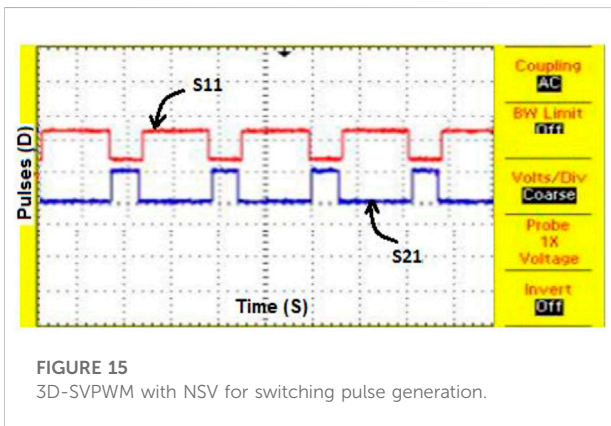 S11
Pulses (D)
S21
Time (S)
Coupling
AC
BW Limit
Off
Volts/Div
Coarse
Probe
1X
Voltage
Invert
Off
FIGURE 15
3D-SVPWM with NSV for switching pulse generation.